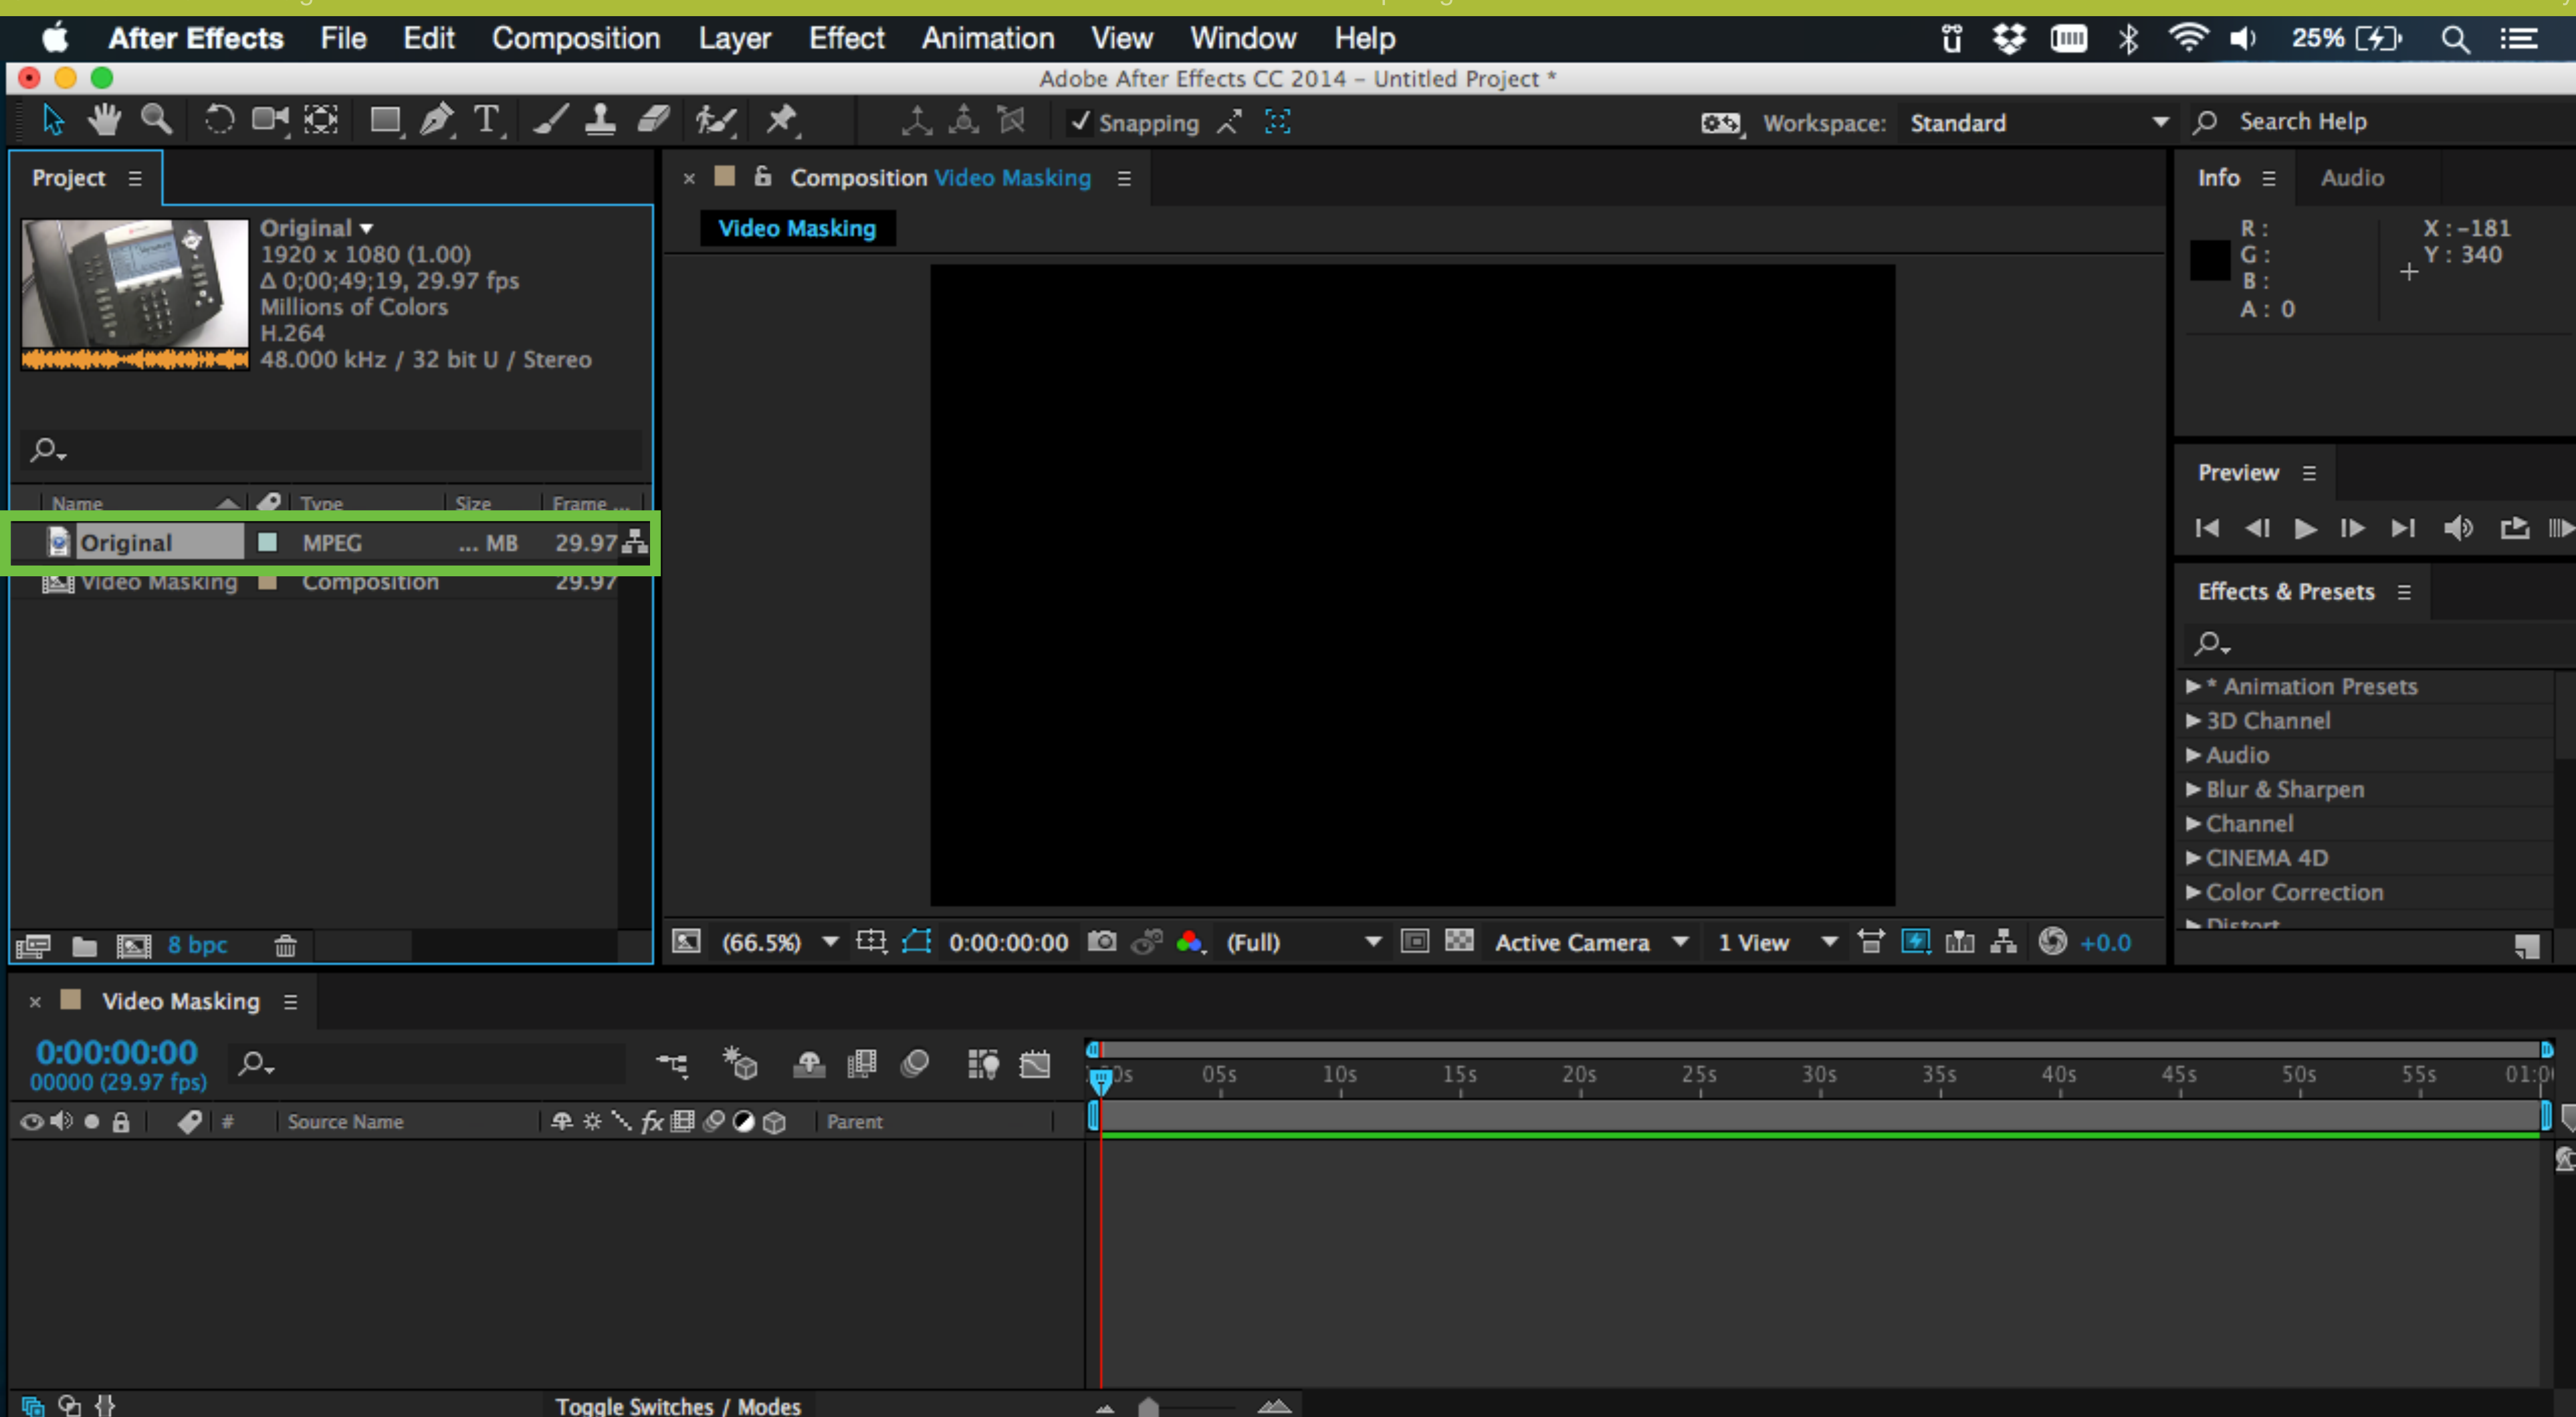 After Effects File Edit Composition Layer Effect Animation View Window Help 25%
Adobe After Effects CC 2014 – Untitled Project *
Snapping Workspace: Standard Search Help
Project
Original
1920 x 1080 (1.00)
Δ 0;00;49;19, 29.97 fps
Millions of Colors
H.264
48.000 kHz / 32 bit U / Stereo
Name Type Size Frame ...
Original MPEG ... MB 29.97
Video Masking Composition 29.97
8 bpc
× Composition Video Masking
Video Masking
(66.5%) 0:00:00:00 (Full) Active Camera 1 View +0.0
Info Audio
R :
G :
B :
A : 0
X : -181
Y : 340
Preview
Effects & Presets
* Animation Presets
3D Channel
Audio
Blur & Sharpen
Channel
CINEMA 4D
Color Correction
Distort
× Video Masking
0:00:00:00
00000 (29.97 fps)
05s 10s 15s 20s 25s 30s 35s 40s 45s 50s 55s
# Source Name fx Parent
Toggle Switches / Modes